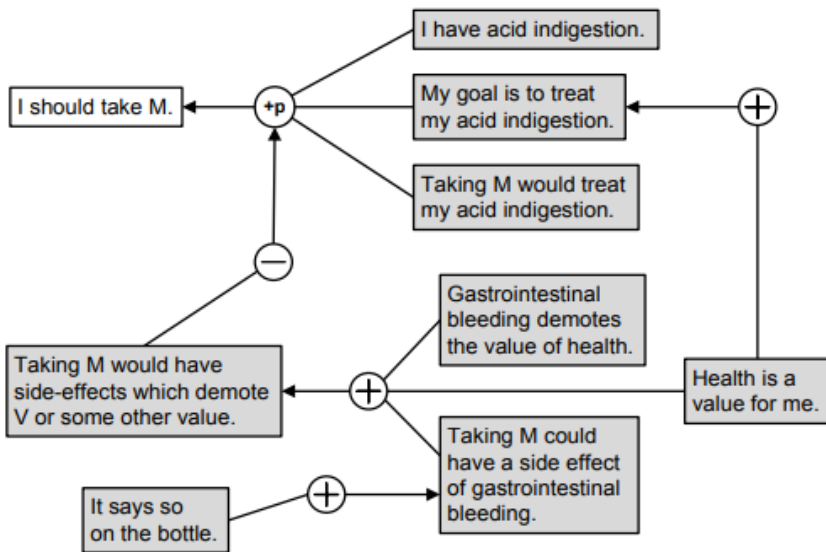 I have acid indigestion.
I should take M.
+p
My goal is to treat
my acid indigestion.
+
Taking M would treat
my acid indigestion.
−
Gastrointestinal
bleeding demotes
the value of health.
Taking M would have
side-effects which demote
V or some other value.
+
Health is a
value for me.
Taking M could
have a side effect
of gastrointestinal
bleeding.
It says so
on the bottle.
+